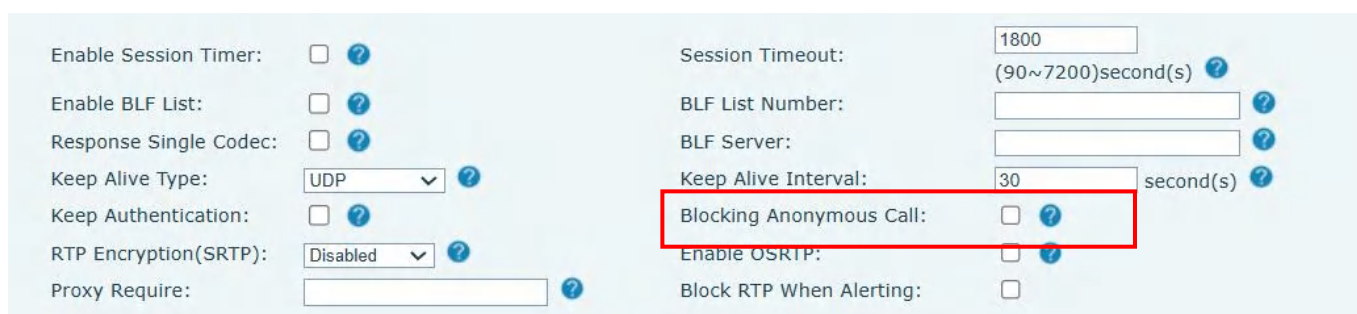 Enable Session Timer: ? Session Timeout: 1800
(90~7200)second(s) ?
Enable BLF List: ? BLF List Number: ?
Response Single Codec: ? BLF Server: ?
Keep Alive Type: UDP ? Keep Alive Interval: 30 second(s) ?
Keep Authentication: ? Blocking Anonymous Call: ?
RTP Encryption(SRTP): Disabled ? Enable OSRTP: ?
Proxy Require: ? Block RTP When Alerting: